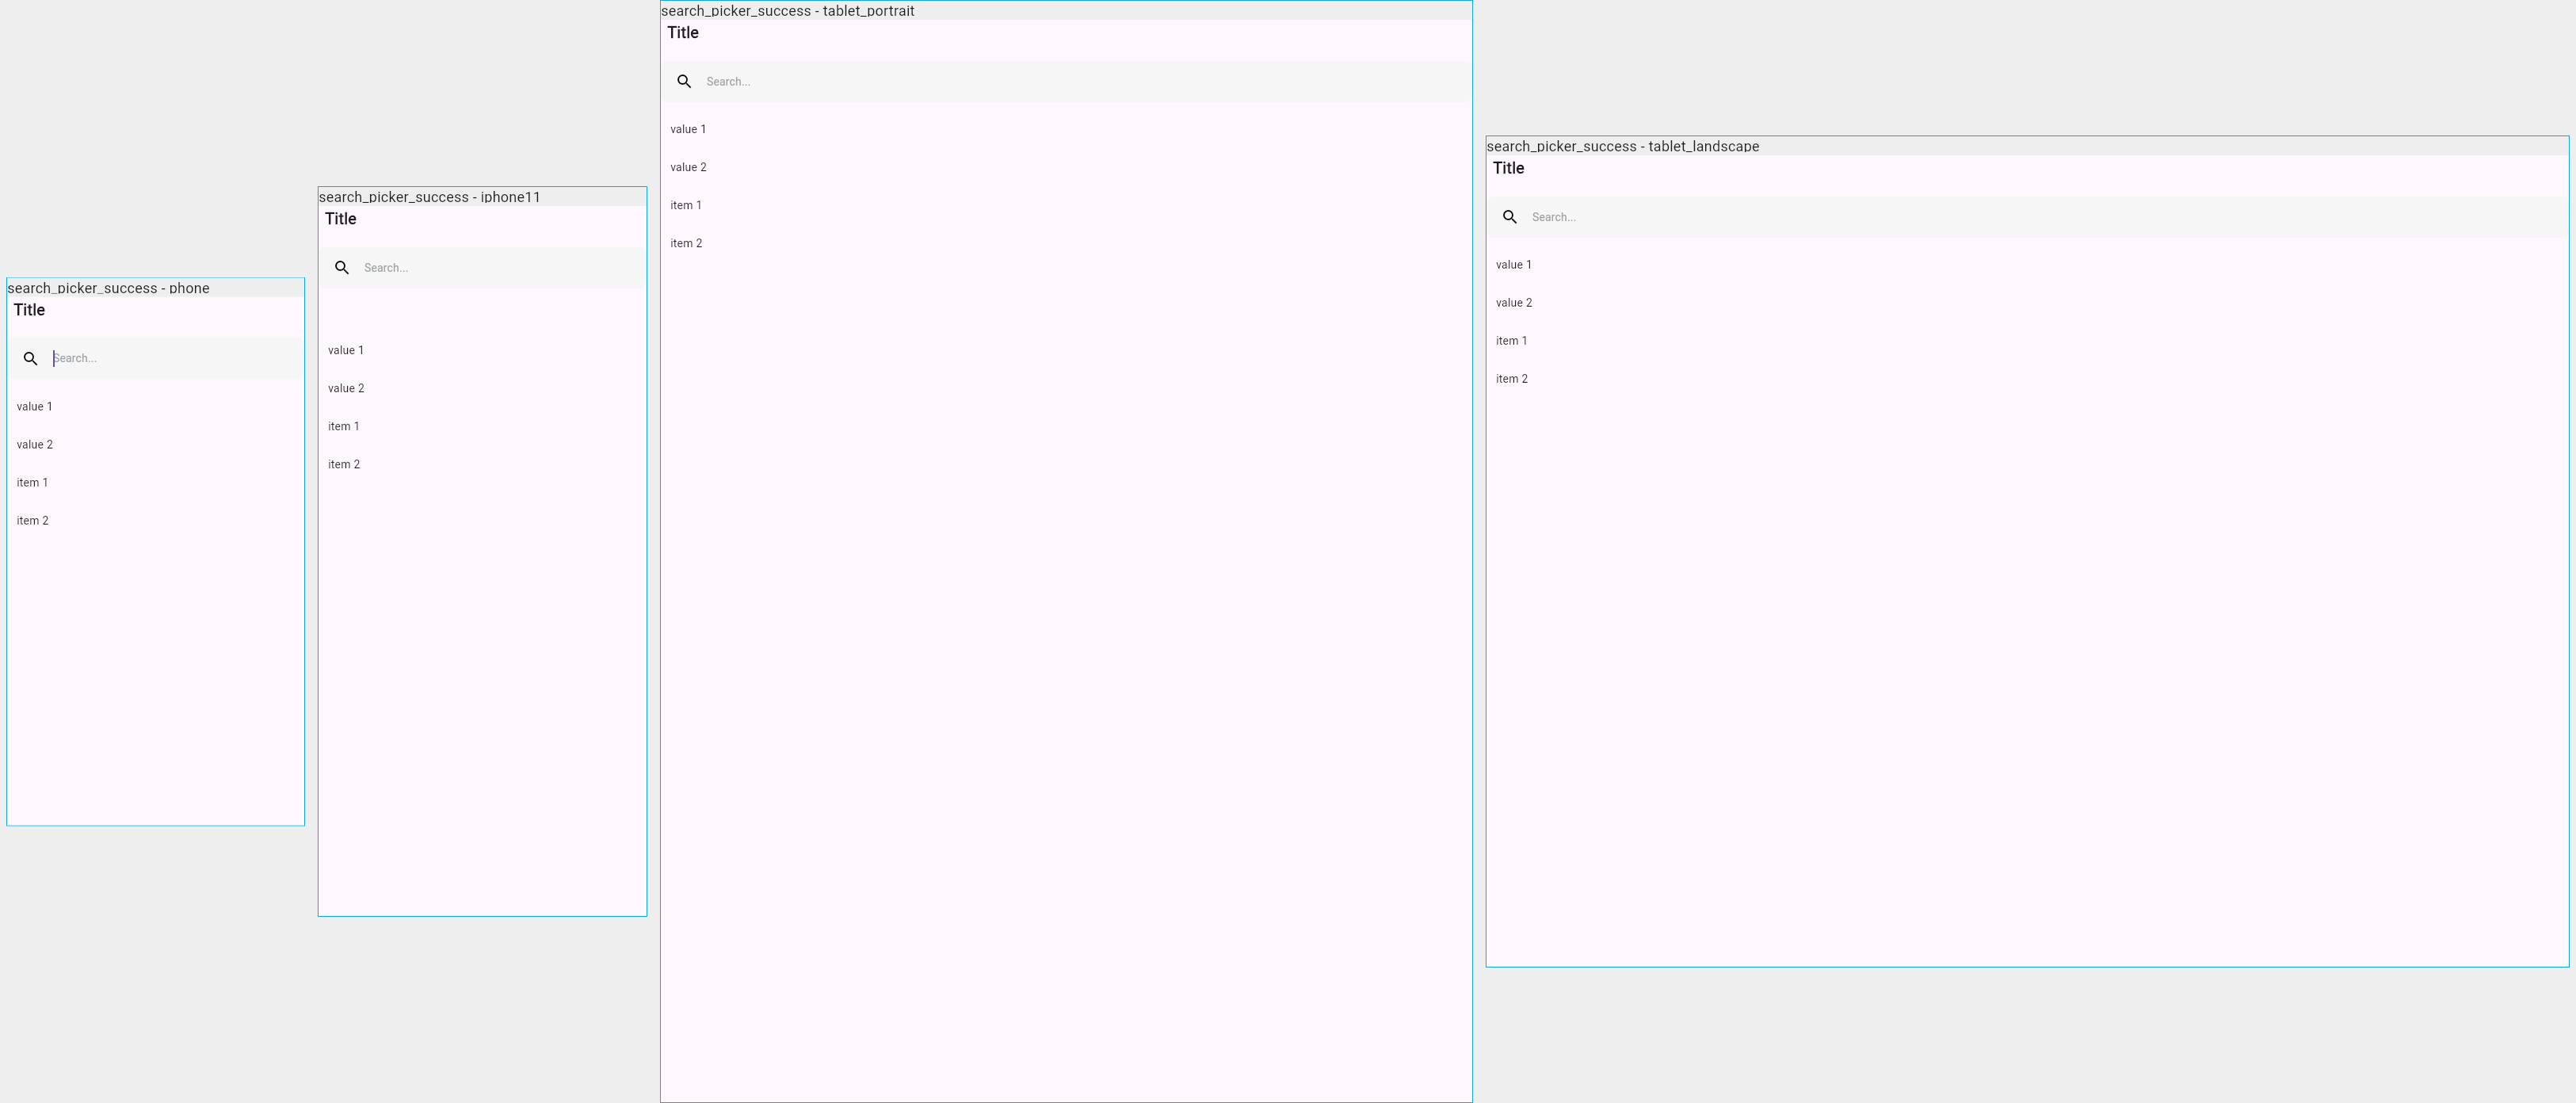 search_picker_success - phone
Title
Search...
value 1
value 2
item 1
item 2
search_picker_success - iphone11
Title
Search...
value 1
value 2
item 1
item 2
search_picker_success - tablet_portrait
Title
Search...
value 1
value 2
item 1
item 2
search_picker_success - tablet_landscape
Title
Search...
value 1
value 2
item 1
item 2